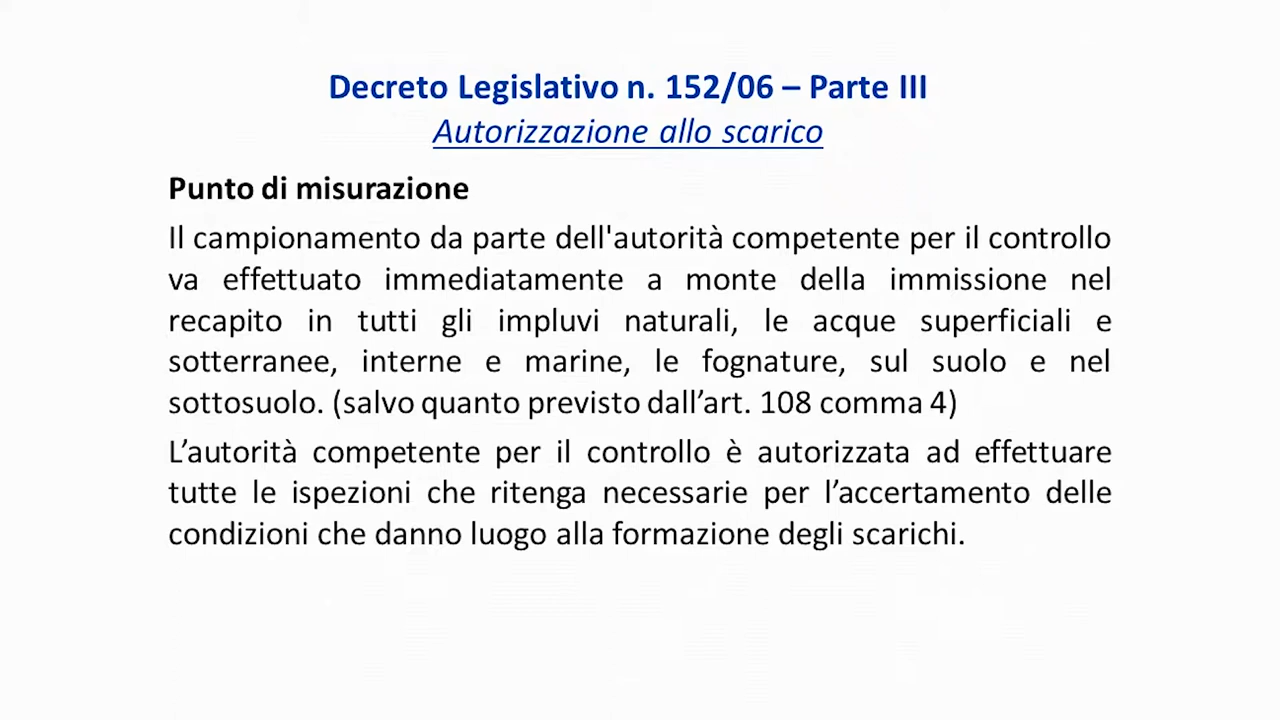 Decreto Legislativo n. 152/06 – Parte III
Autorizzazione allo scarico
Punto di misurazione
Il campionamento da parte dell'autorità competente per il controllo
va effettuato immediatamente a monte della immissione nel
recapito in tutti gli impluvi naturali, le acque superficiali e
sotterranee, interne e marine, le fognature, sul suolo e nel
sottosuolo. (salvo quanto previsto dall’art. 108 comma 4)
L’autorità competente per il controllo è autorizzata ad effettuare
tutte le ispezioni che ritenga necessarie per l’accertamento delle
condizioni che danno luogo alla formazione degli scarichi.